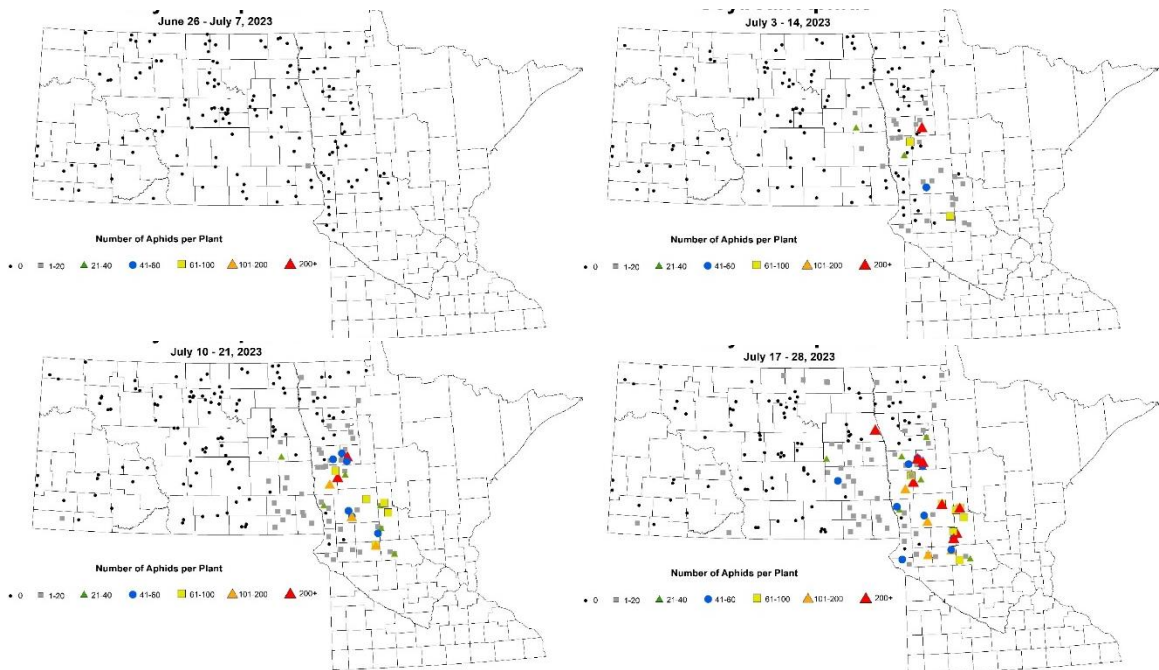 June 26 - July 7, 2023
Number of Aphids per Plant
0 1-20 21-40 41-60 61-100 101-200 200+
July 3 - 14, 2023
Number of Aphids per Plant
0 1-20 21-40 41-60 61-100 101-200 200+
July 10 - 21, 2023
Number of Aphids per Plant
0 1-20 21-40 41-60 61-100 101-200 200+
July 17 - 28, 2023
Number of Aphids per Plant
0 1-20 21-40 41-60 61-100 101-200 200+